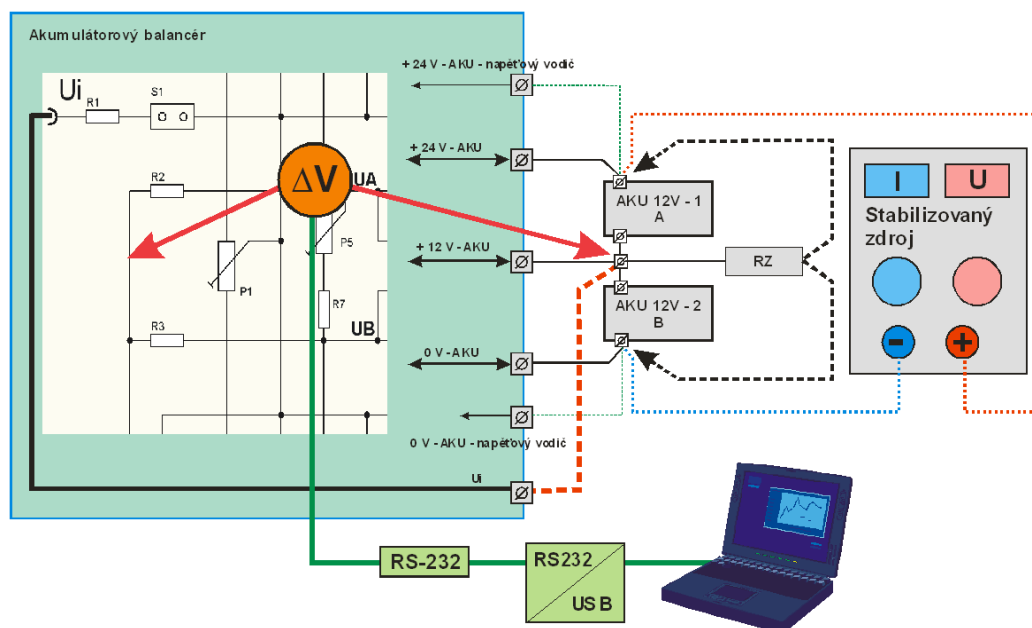 Akumulátorový balancér
+ 24 V - AKU - napěťový vodič
Ui
R1
S1
+ 24 V - AKU
R2
ΔV
UA
AKU 12V - 1
A
I
U
Stabilizovaný
zdroj
P5
+ 12 V - AKU
RZ
P1
R7
AKU 12V - 2
B
R3
UB
0 V - AKU
-
+
0 V - AKU - napěťový vodič
Ui
RS-232
RS232
USB